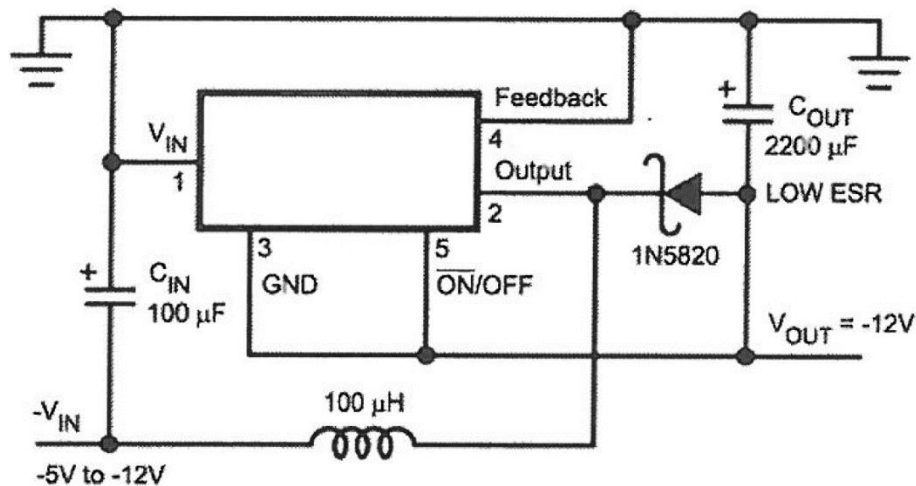 Feedback
V_IN
1
4
Output
2
+
C_OUT
2200 µF
LOW ESR
1N5820
3
GND
5
ON/OFF
+
C_IN
100 µF
V_OUT = -12V
100 µH
-V_IN
-5V to -12V